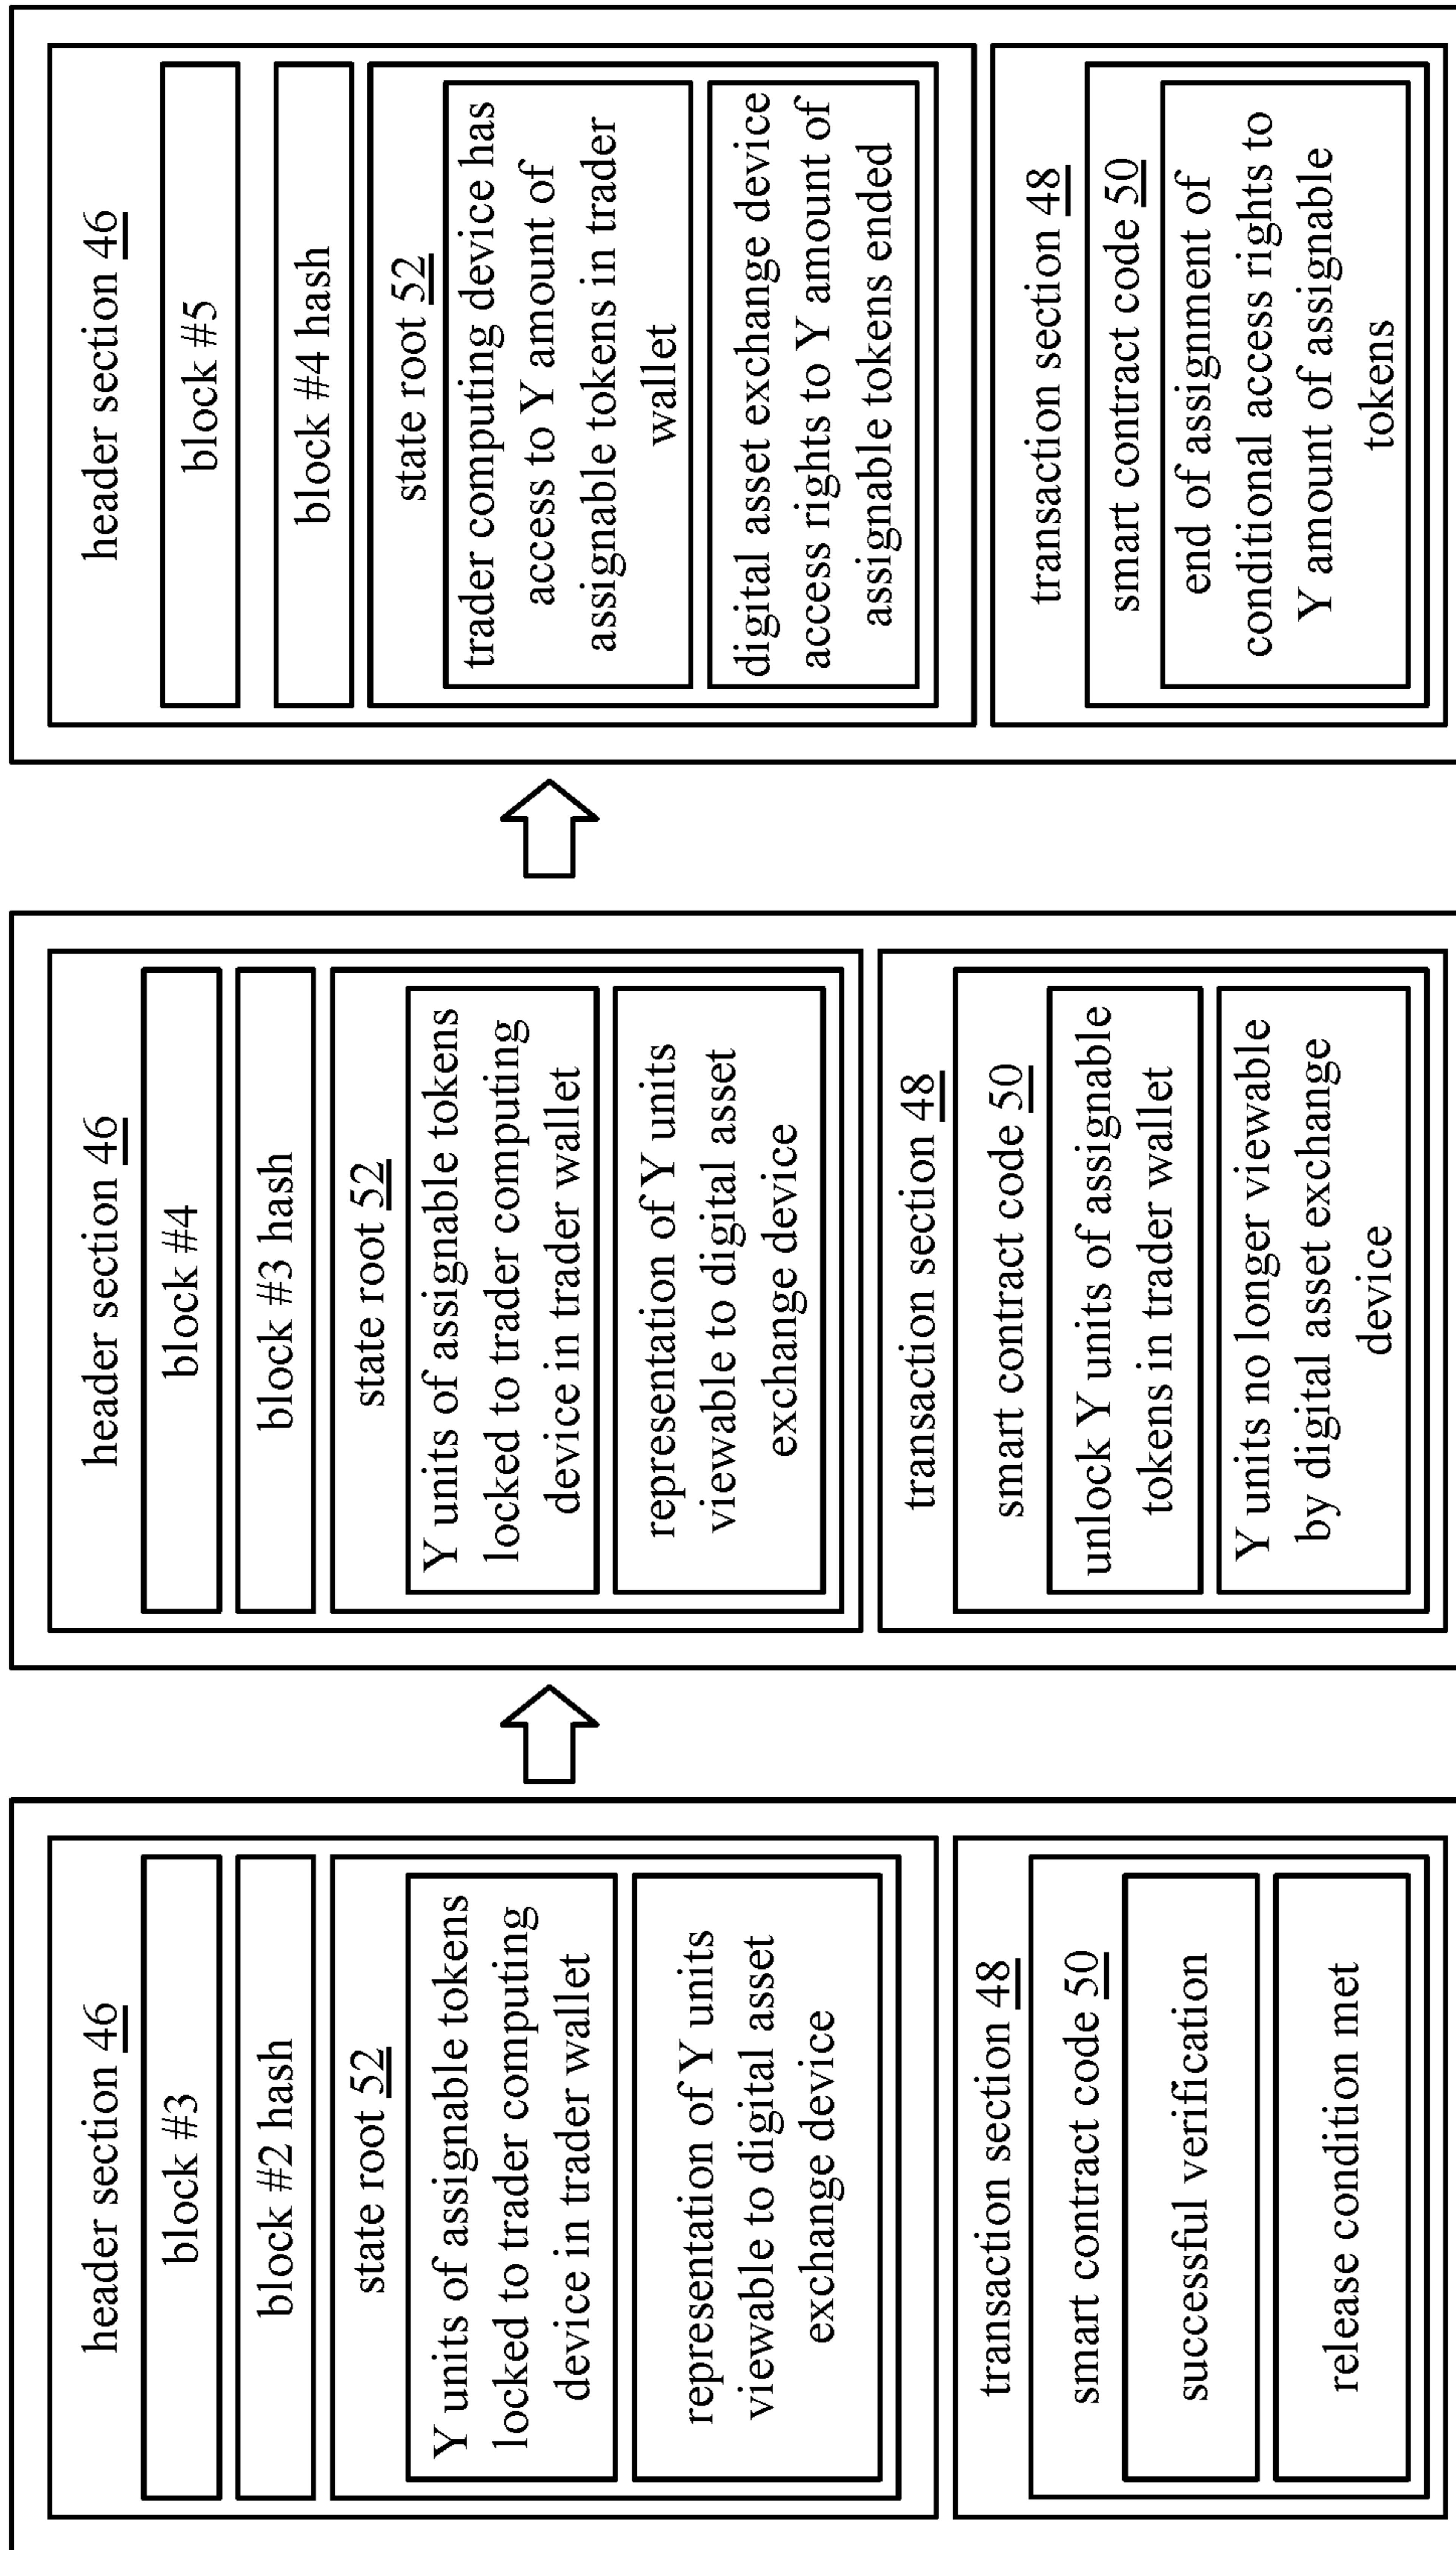 header section 46
block #3
block #2 hash
state root 52
Y units of assignable tokens
locked to trader computing
device in trader wallet
representation of Y units
viewable to digital asset
exchange device
transaction section 48
smart contract code 50
successful verification
release condition met
header section 46
block #4
block #3 hash
state root 52
Y units of assignable tokens
locked to trader computing
device in trader wallet
representation of Y units
viewable to digital asset
exchange device
transaction section 48
smart contract code 50
unlock Y units of assignable
tokens in trader wallet
Y units no longer viewable
by digital asset exchange
device
header section 46
block #5
block #4 hash
state root 52
trader computing device has
access to Y amount of
assignable tokens in trader
wallet
digital asset exchange device
access rights to Y amount of
assignable tokens ended
transaction section 48
smart contract code 50
end of assignment of
conditional access rights to
Y amount of assignable
tokens